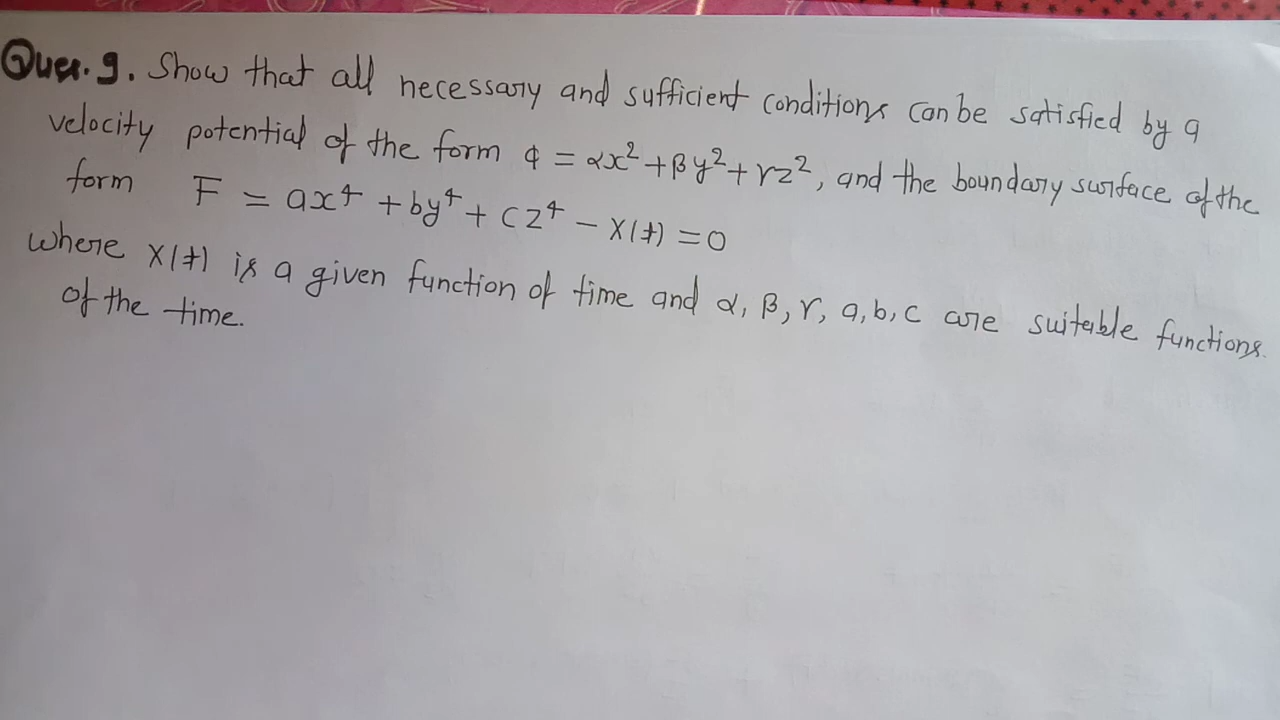 Ques. 9. Show that all necessary and sufficient conditions can be satisfied by a
velocity potential of the form φ = αx² + βy² + rz², and the boundary surface of the
form F = ax⁴ + by⁴ + cz⁴ − X(t) = 0
where X(t) is a given function of time and α, β, r, a, b, c are suitable functions.
of the time.